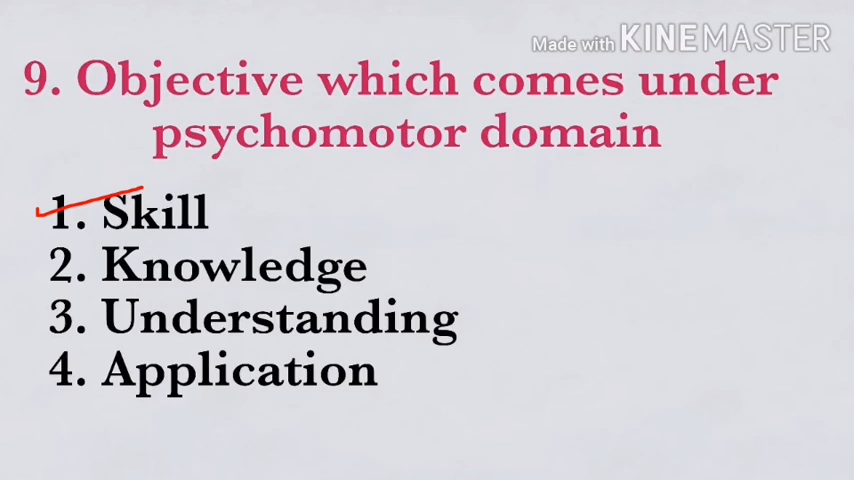 Made with KINEMASTER
9. Objective which comes under
psychomotor domain
1. Skill
2. Knowledge
3. Understanding
4. Application